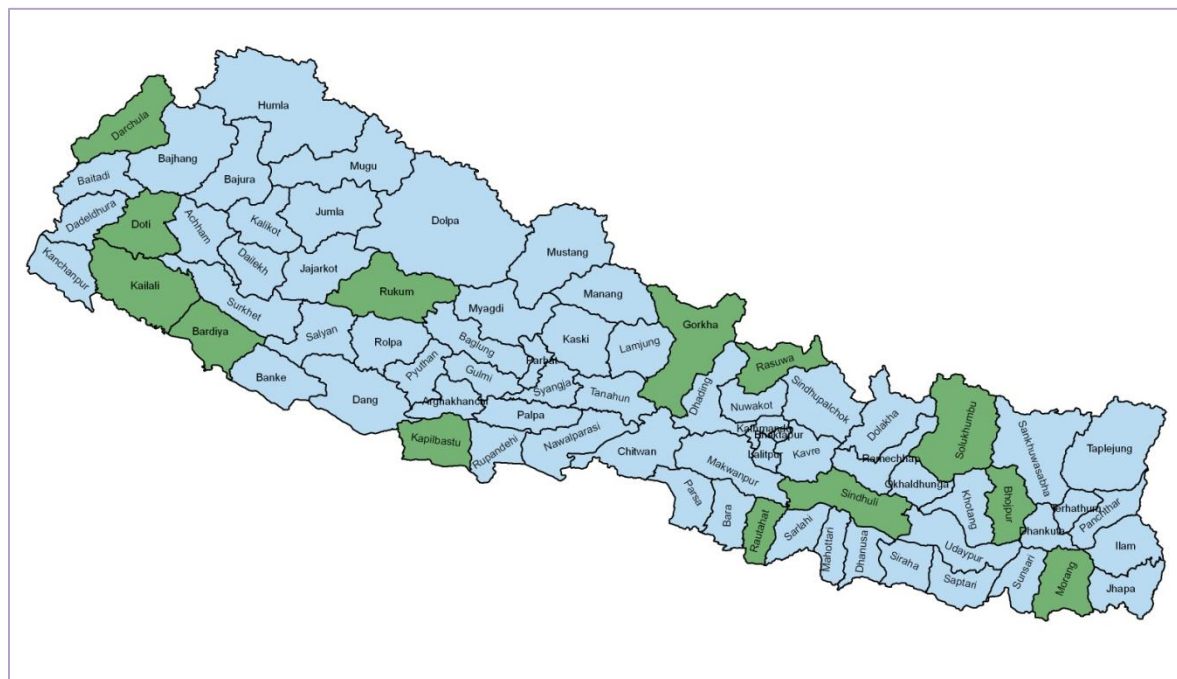 Humla
Darchula
Bajhang
Mugu
Bajura
Baitadi
Dadeldhura
Doti
Achham
Kalikot
Jumla
Dolpa
Mustang
Kanchanpur
Kailali
Dailekh
Jajarkot
Rukum
Manang
Surkhet
Myagdi
Gorkha
Bardiya
Salyan
Rolpa
Baglung
Kaski
Lamjung
Rasuwa
Banke
Dang
Pyuthan
Gulmi
Parbat
Syangja
Tanahun
Dhading
Nuwakot
Sindhupalchok
Dolakha
Solukhumbu
Sankhuwasabha
Taplejung
Arghakhanchi
Palpa
Kapilbastu
Rupandehi
Nawalparasi
Chitwan
Makwanpur
Bhaktapur
Lalitpur
Kavre
Ramechhap
Okhaldhunga
Khotang
Bhojpur
Terhathum
Panchthar
Dhankuta
Ilam
Parsa
Bara
Rautahat
Sarlahi
Sindhuli
Mahottari
Dhanusa
Siraha
Udaypur
Saptari
Sunsari
Morang
Jhapa